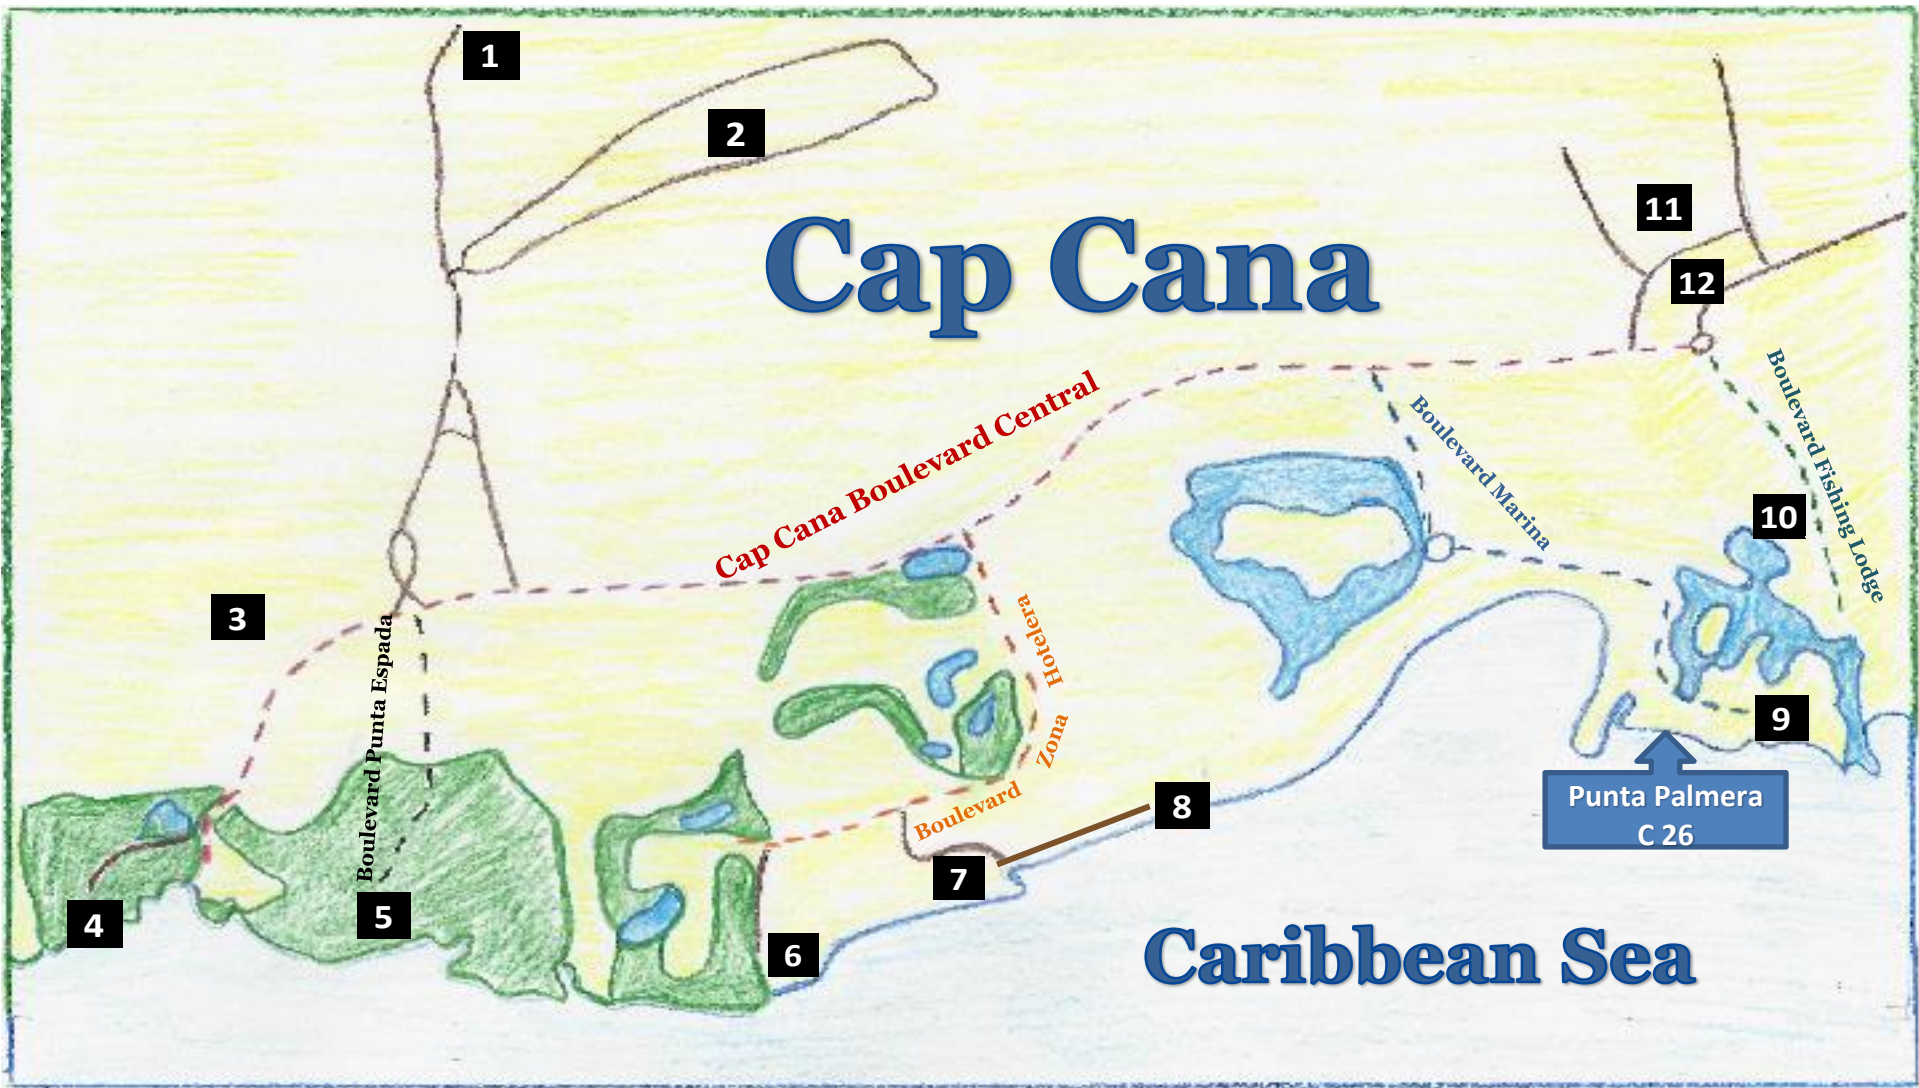 1
2
Cap Cana
11
12
Cap Cana Boulevard Central
Boulevard Marina
Boulevard Fishing Lodge
10
3
Boulevard Punta Espada
Boulevard Zona Hotelera
9
8
Punta Palmera
C 26
7
4
5
6
Caribbean Sea